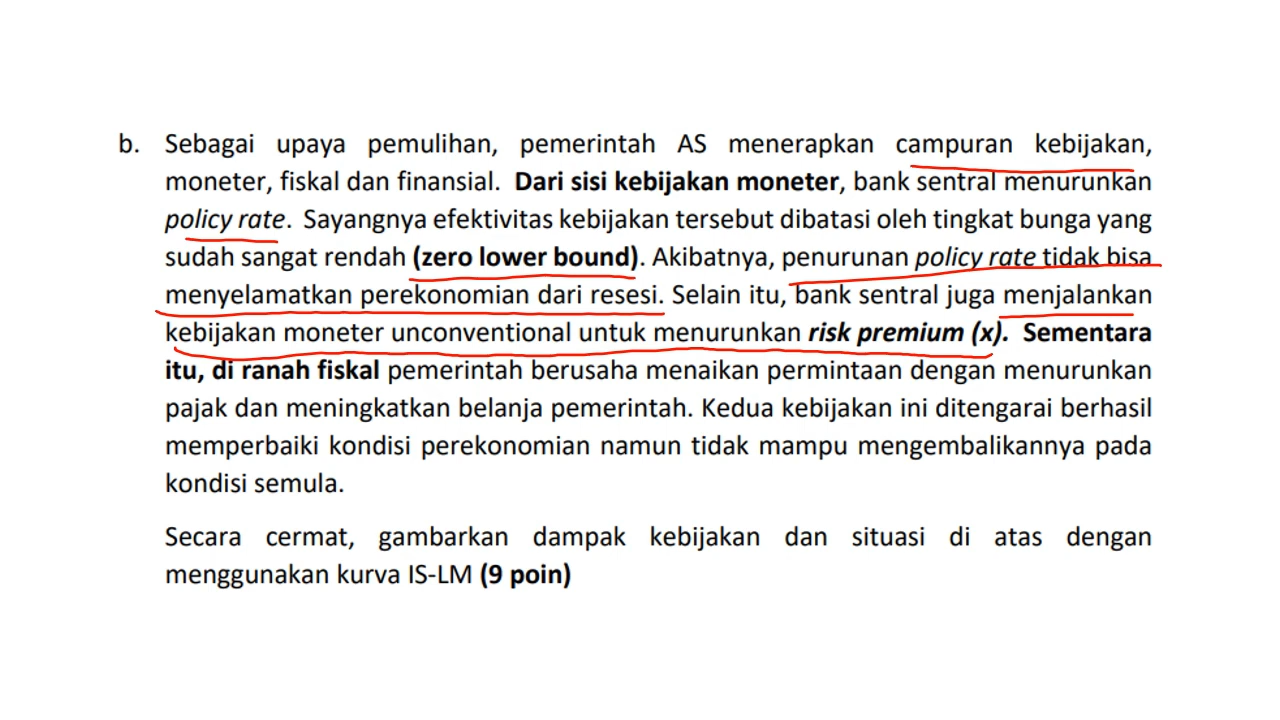 b. Sebagai upaya pemulihan, pemerintah AS menerapkan campuran kebijakan,
moneter, fiskal dan finansial. Dari sisi kebijakan moneter, bank sentral menurunkan
policy rate. Sayangnya efektivitas kebijakan tersebut dibatasi oleh tingkat bunga yang
sudah sangat rendah (zero lower bound). Akibatnya, penurunan policy rate tidak bisa
menyelamatkan perekonomian dari resesi. Selain itu, bank sentral juga menjalankan
kebijakan moneter unconventional untuk menurunkan risk premium (x). Sementara
itu, di ranah fiskal pemerintah berusaha menaikan permintaan dengan menurunkan
pajak dan meningkatkan belanja pemerintah. Kedua kebijakan ini ditengarai berhasil
memperbaiki kondisi perekonomian namun tidak mampu mengembalikannya pada
kondisi semula.
Secara cermat, gambarkan dampak kebijakan dan situasi di atas dengan
menggunakan kurva IS-LM (9 poin)